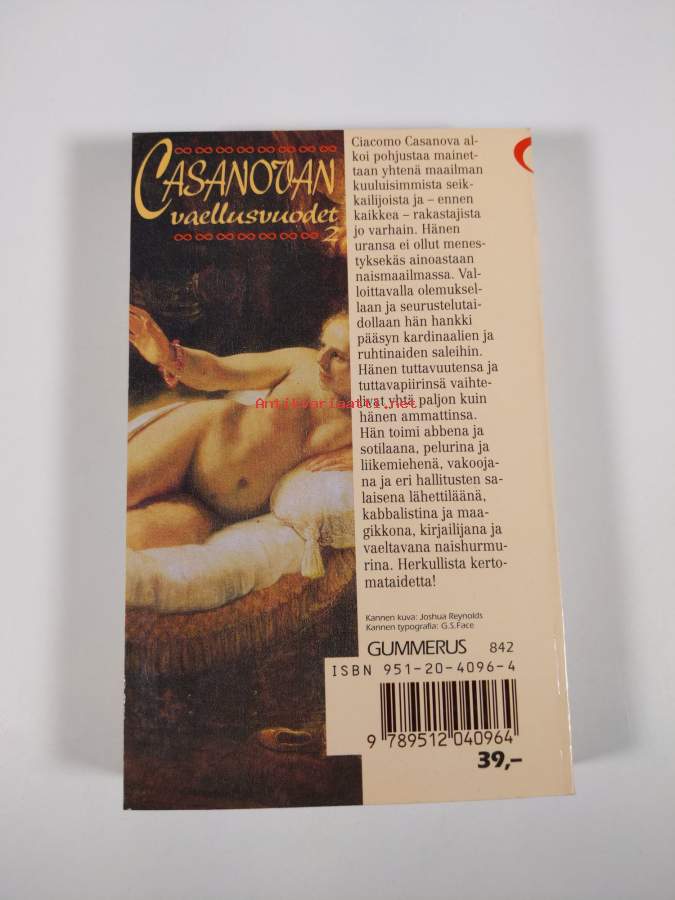 CASANOVAN
vaellusvuodet
2
Giacomo Casanova al-
koi pohjustaa mainet-
taan yhtenä maailman
kuuluisimmista seik-
kailijoista ja – ennen
kaikkea – rakastajista
jo varhain. Hänen
uransa ei ollut menes-
tyksekäs ainoastaan
naismaailmassa. Val-
loittavalla olemuksel-
laan ja seurustelutai-
dollaan hän hankki
pääsyn kardinaalien ja
ruhtinaiden saleihin.
Hänen tuttavuutensa ja
tuttavapiirinsä vaihte-
livat yhtä paljon kuin
hänen ammattinsa.
Hän toimi abbena ja
sotilaana, pelurina ja
liikemiehenä, vakooja-
na ja eri hallitusten sa-
laisena lähettiläänä,
kabbalistina ja maa-
gikkona, kirjailijana ja
vaeltavana naishurmu-
rina. Herkullista kerto-
mataidetta!
Antikvariaatti.net
Kannen kuva: Joshua Reynolds
Kannen typografia: G.S.Face
GUMMERUS 842
ISBN 951-20-4096-4
9 789512 040964
39,–